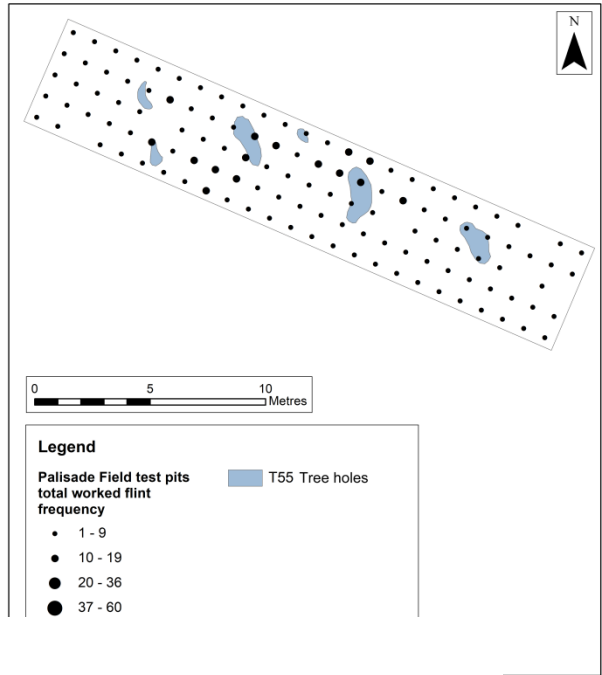 N
0 5 10
Metres
Legend
Palisade Field test pits
total worked flint
frequency
T55 Tree holes
1 - 9
10 - 19
20 - 36
37 - 60